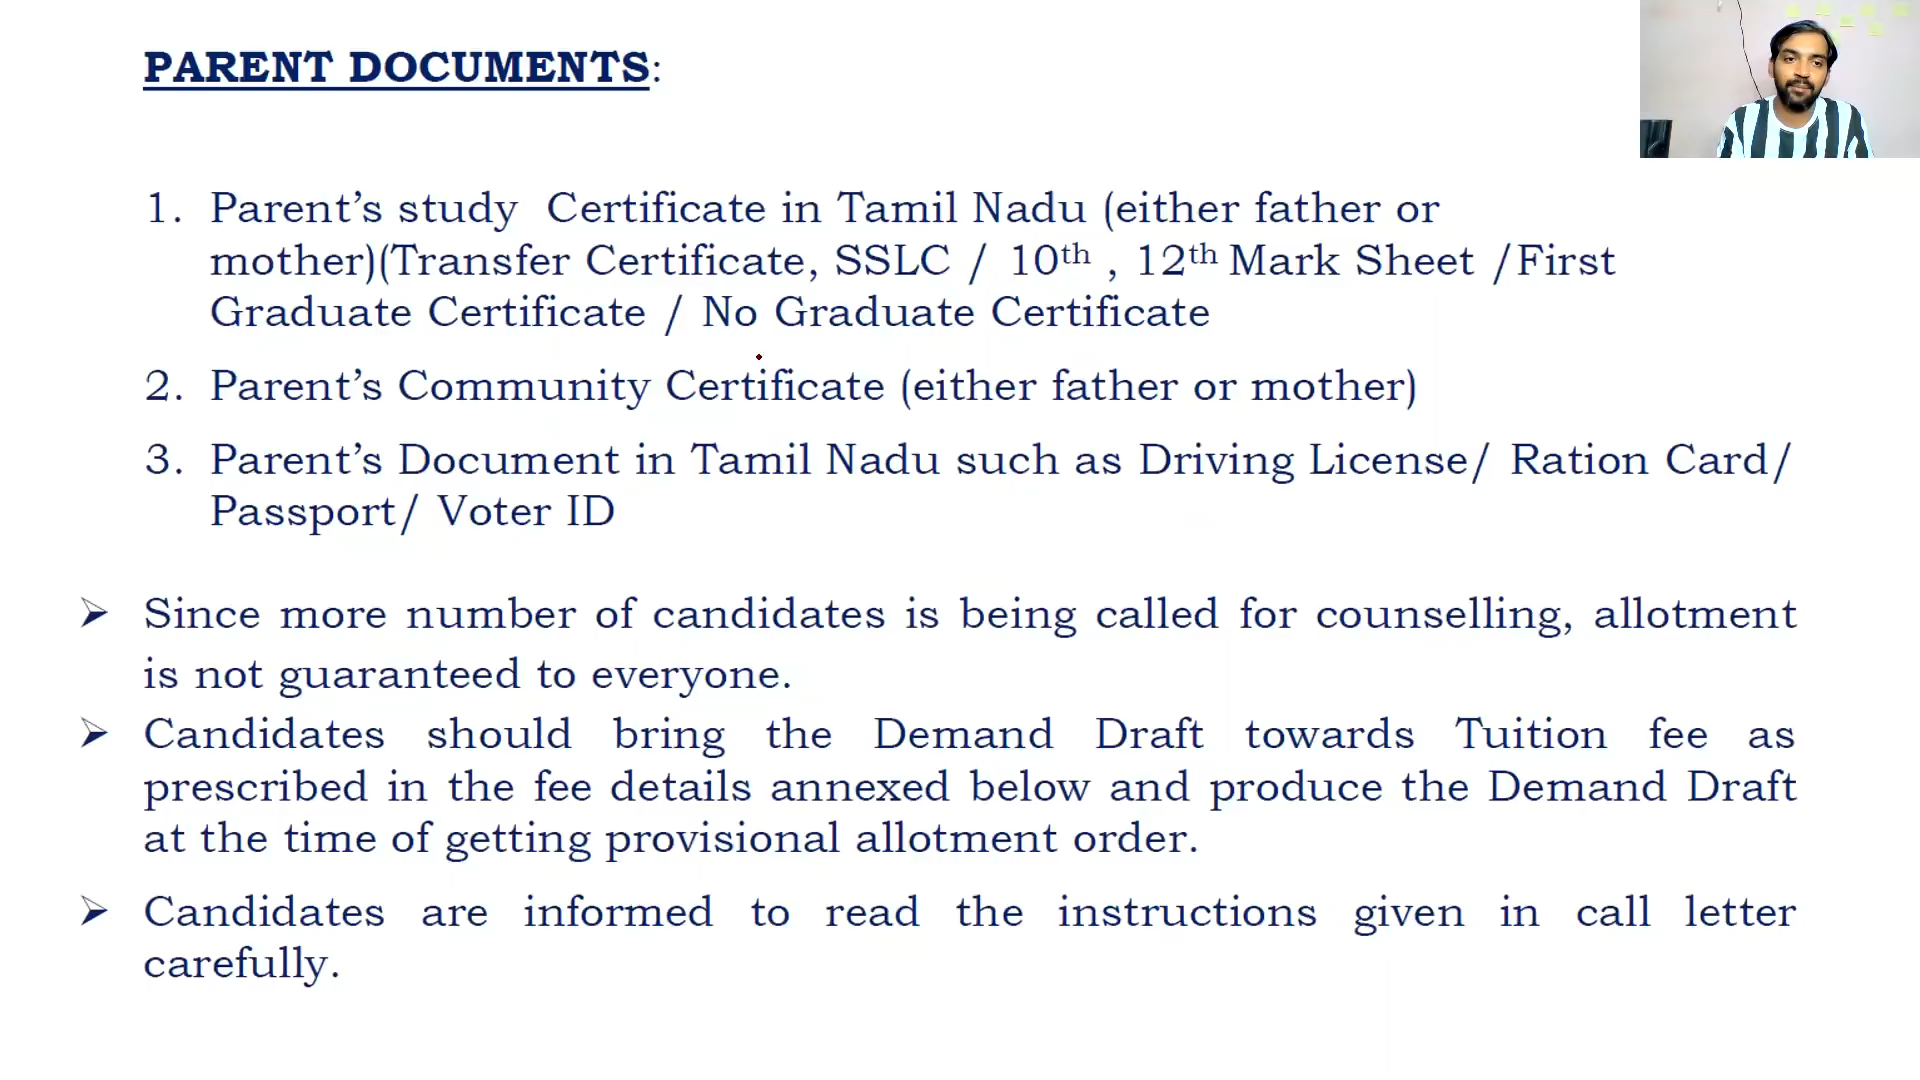 PARENT DOCUMENTS:
1. Parent’s study Certificate in Tamil Nadu (either father or
mother)(Transfer Certificate, SSLC / 10th , 12th Mark Sheet /First
Graduate Certificate / No Graduate Certificate
2. Parent’s Community Certificate (either father or mother)
3. Parent’s Document in Tamil Nadu such as Driving License/ Ration Card/
Passport/ Voter ID
➢ Since more number of candidates is being called for counselling, allotment
is not guaranteed to everyone.
➢ Candidates should bring the Demand Draft towards Tuition fee as
prescribed in the fee details annexed below and produce the Demand Draft
at the time of getting provisional allotment order.
➢ Candidates are informed to read the instructions given in call letter
carefully.